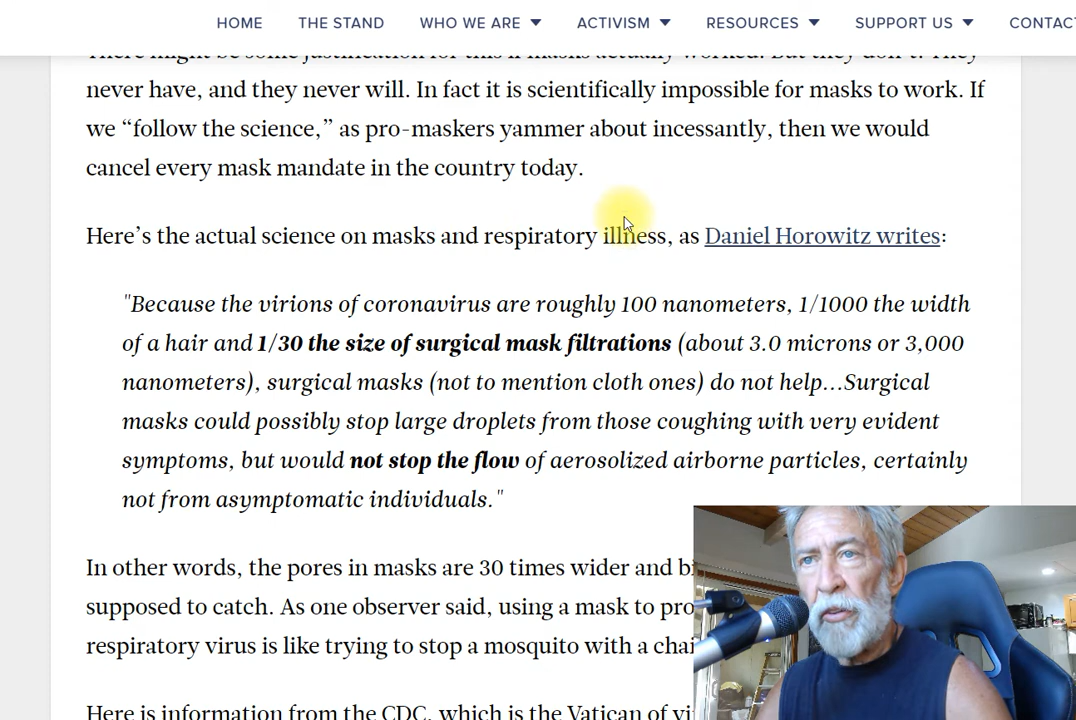 HOME THE STAND WHO WE ARE ACTIVISM RESOURCES SUPPORT US CONTAC
There might be some justification for this if masks actually worked. But they don't. They
never have, and they never will. In fact it is scientifically impossible for masks to work. If
we “follow the science,” as pro-maskers yammer about incessantly, then we would
cancel every mask mandate in the country today.
Here’s the actual science on masks and respiratory illness, as Daniel Horowitz writes:
"Because the virions of coronavirus are roughly 100 nanometers, 1/1000 the width
of a hair and 1/30 the size of surgical mask filtrations (about 3.0 microns or 3,000
nanometers), surgical masks (not to mention cloth ones) do not help…Surgical
masks could possibly stop large droplets from those coughing with very evident
symptoms, but would not stop the flow of aerosolized airborne particles, certainly
not from asymptomatic individuals."
In other words, the pores in masks are 30 times wider and
supposed to catch. As one observer said, using a mask to
respiratory virus is like trying to stop a mosquito with a
Here is information from the CDC, which is the Vatican of